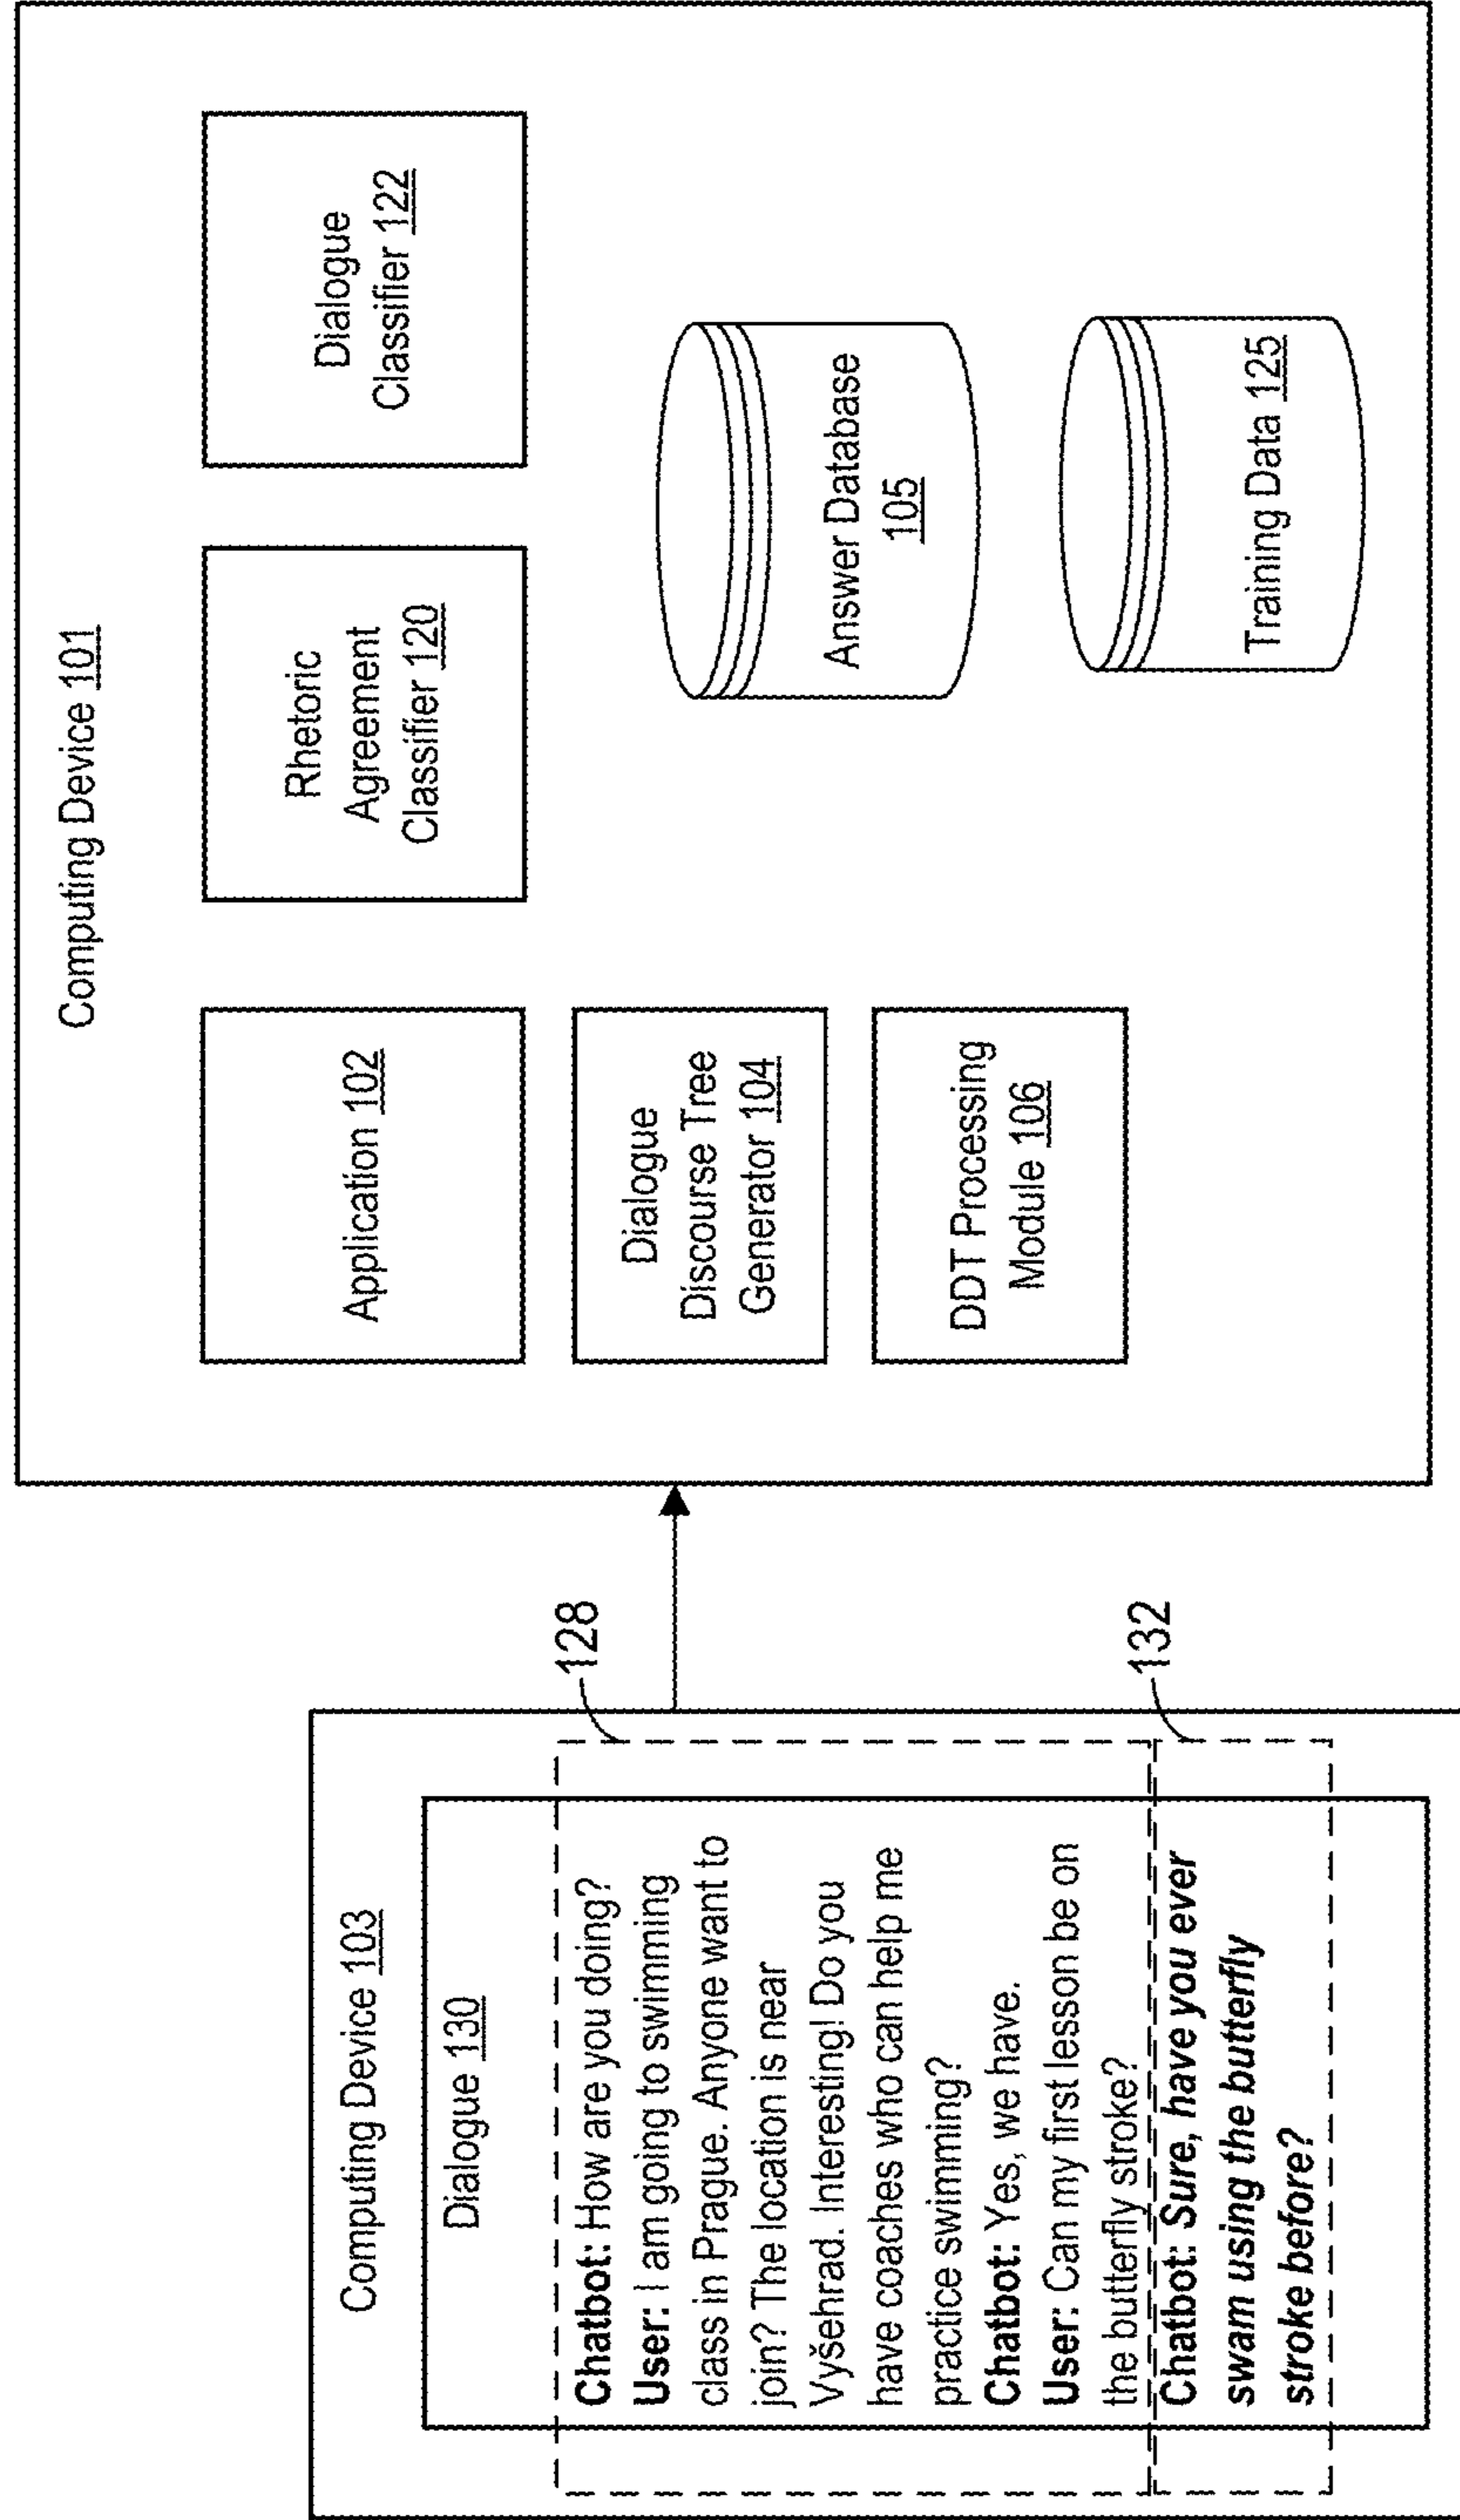 Computing Device 103
Dialogue 130
Chatbot: How are you doing?
User: I am going to swimming
class in Prague. Anyone want to
join? The location is near
Vyšehrad. Interesting! Do you
have coaches who can help me
practice swimming?
Chatbot: Yes, we have.
User: Can my first lesson be on
the butterfly stroke?
Chatbot: Sure, have you ever
swam using the butterfly
stroke before?
128
132
Computing Device 101
Application 102
Dialogue
Discourse Tree
Generator 104
DDT Processing
Module 106
Rhetoric
Agreement
Classifier 120
Dialogue
Classifier 122
Answer Database
105
Training Data 125